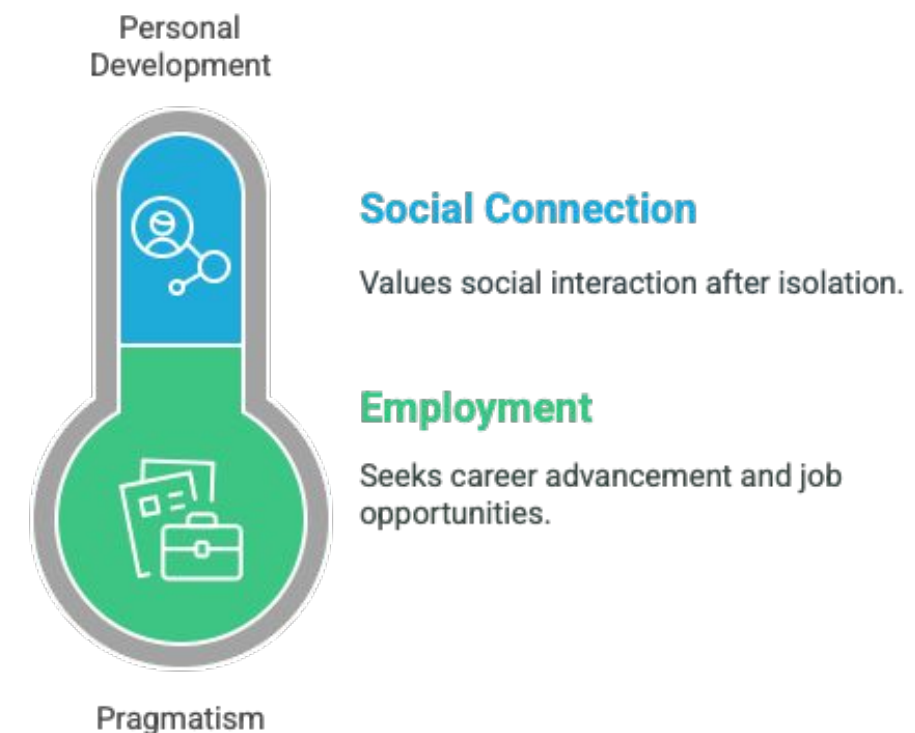 Personal
Development
Social Connection
Values social interaction after isolation.
Employment
Seeks career advancement and job
opportunities.
Pragmatism